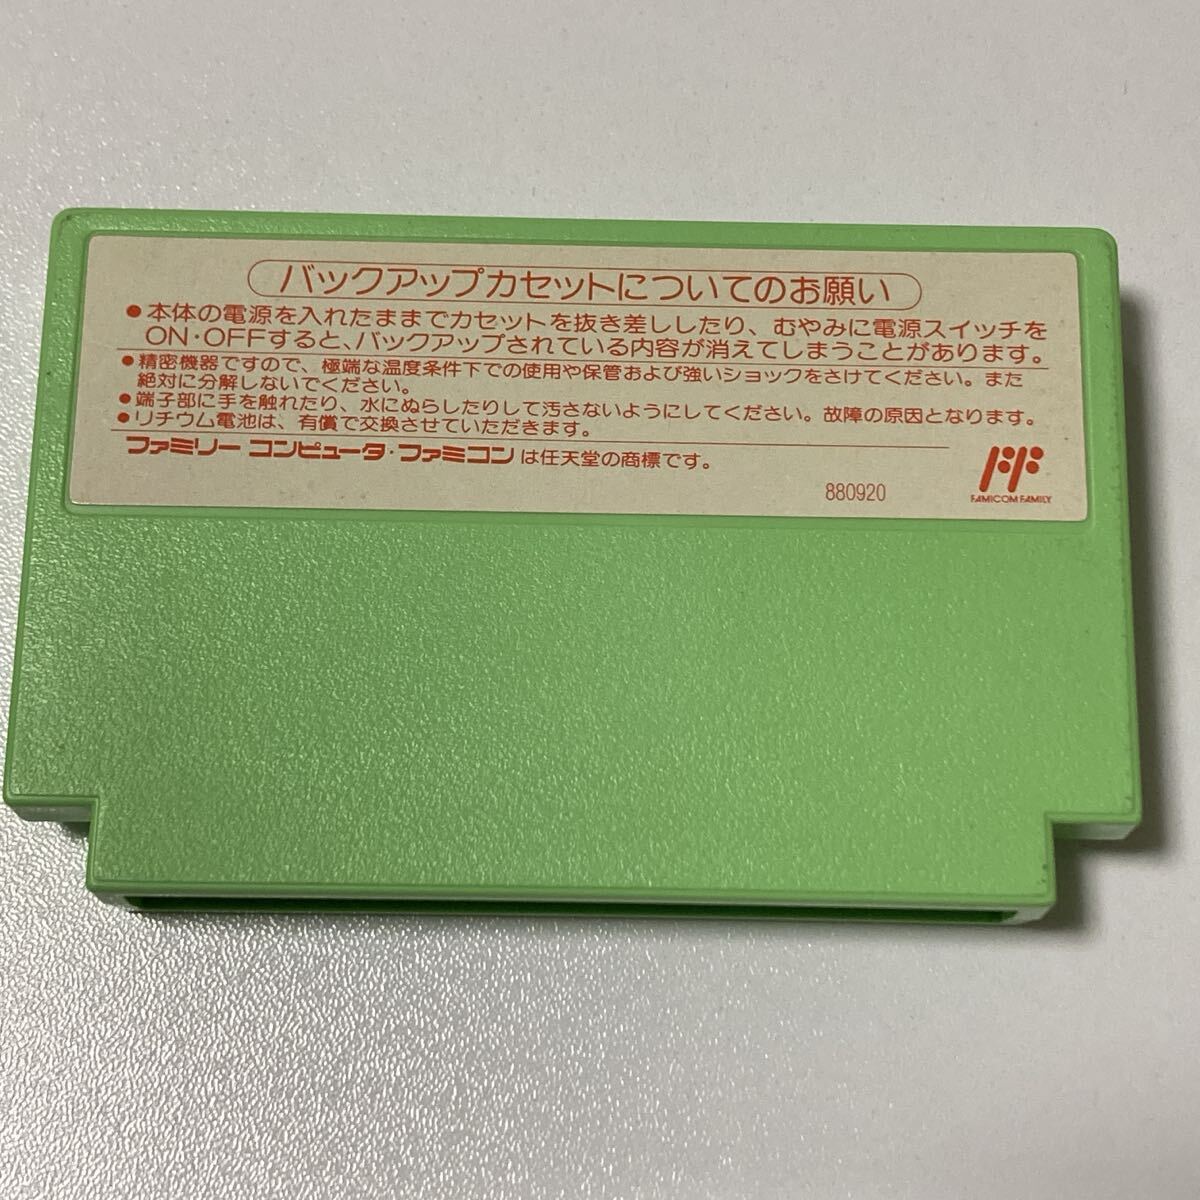 バックアップカセットについてのお願い
●本体の電源を入れたままでカセットを抜き差ししたり、むやみに電源スイッチを
ON・OFFすると、バックアップされている内容が消えてしまうことがあります。
●精密機器ですので、極端な温度条件下での使用や保管および強いショックをさけてください。また
絶対に分解しないでください。
●端子部に手を触れたり、水にぬらしたりして汚さないようにしてください。故障の原因となります。
●リチウム電池は、有償で交換させていただきます。
ファミリー コンピュータ・ファミコンは任天堂の商標です。
880920
FAMICOM FAMILY